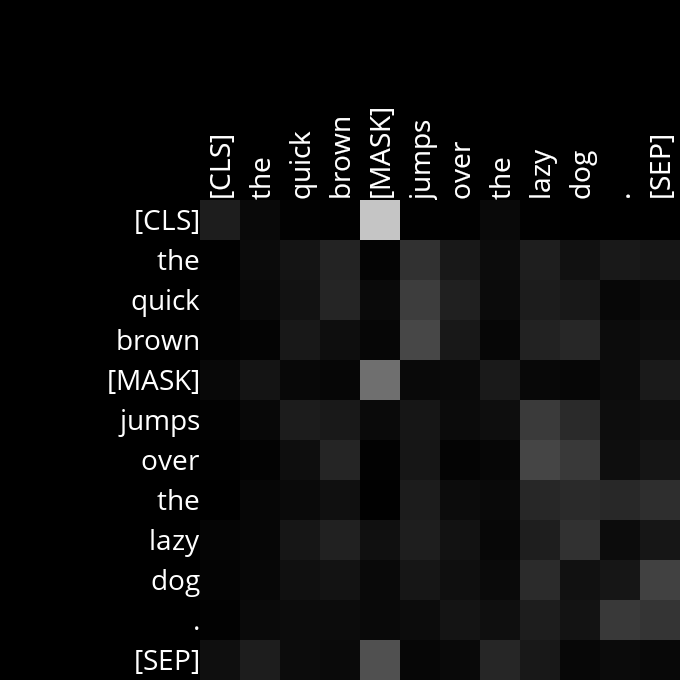 [CLS] the quick brown [MASK] jumps over the lazy dog . [SEP]
[CLS]
the
quick
brown
[MASK]
jumps
over
the
lazy
dog
.
[SEP]